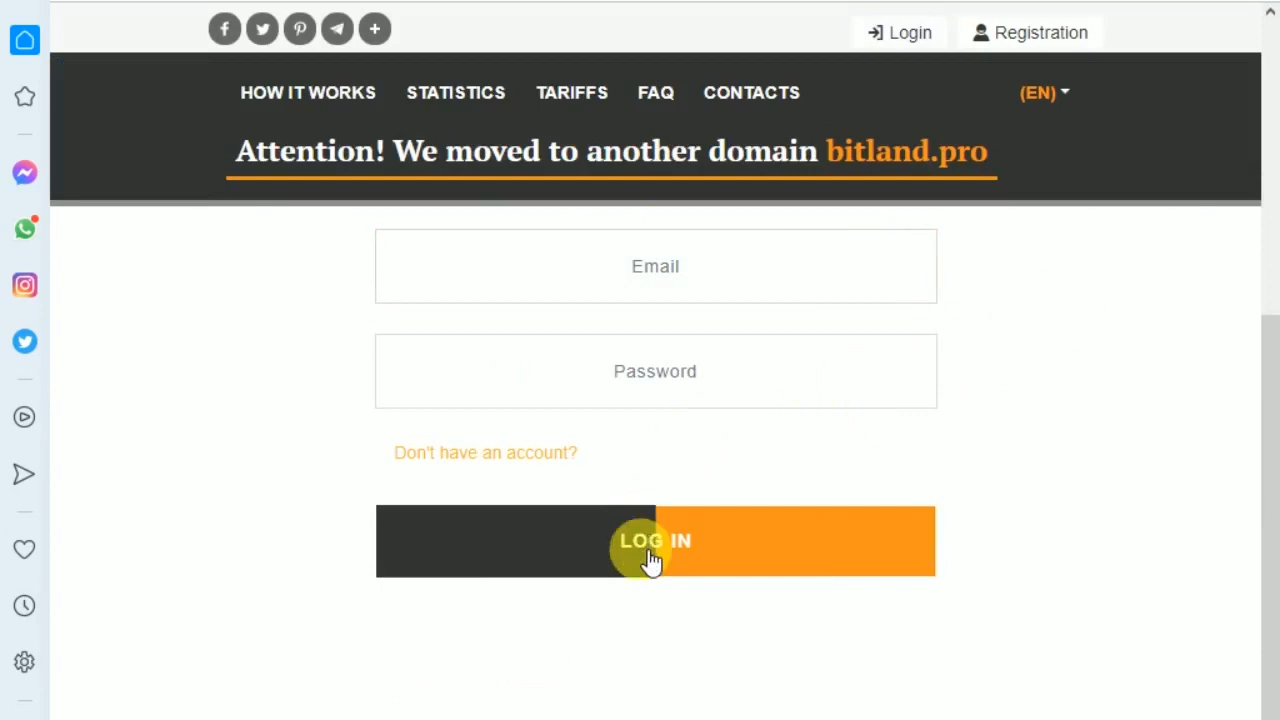 Login
Registration
HOW IT WORKS
STATISTICS
TARIFFS
FAQ
CONTACTS
(EN)
Attention! We moved to another domain bitland.pro
Email
Password
Don't have an account?
LOG IN